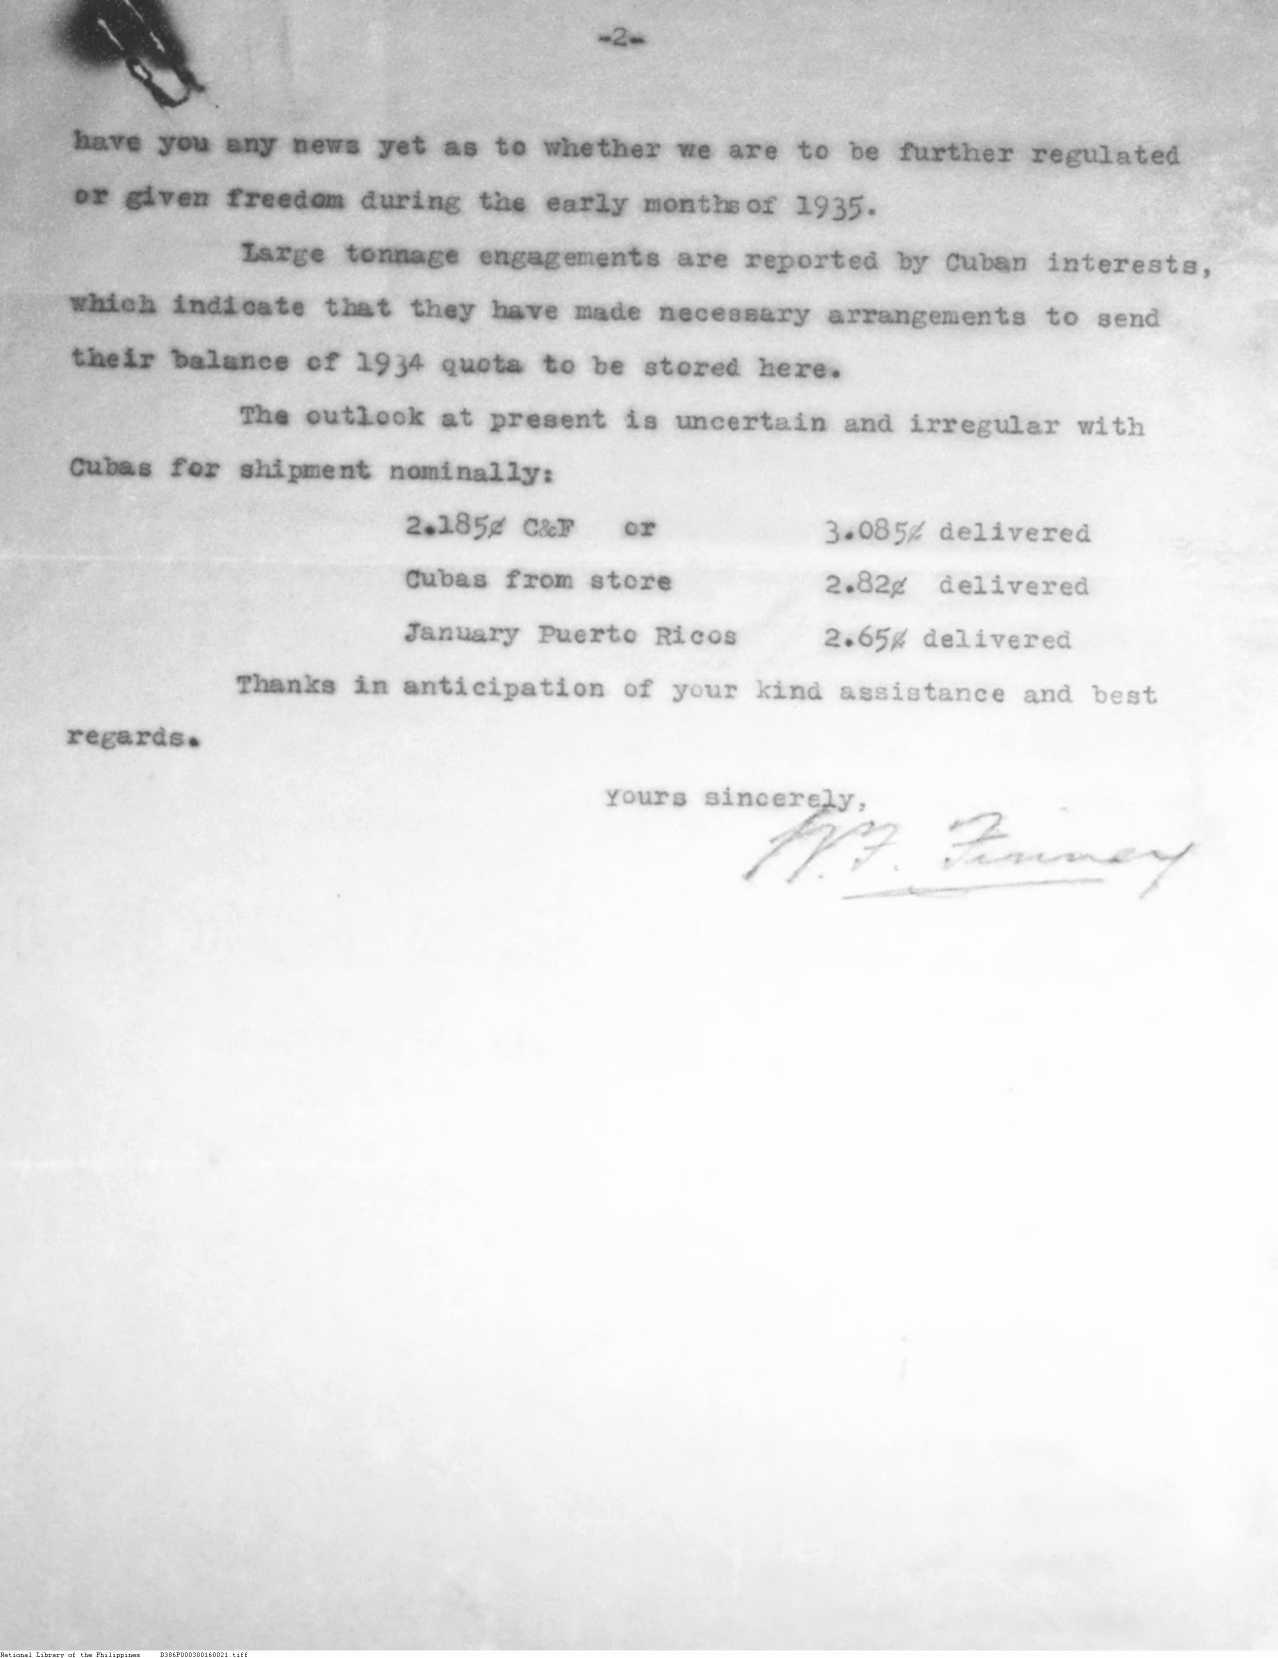 -2-
have you any news yet as to whether we are to be further regulated
or given freedom during the early months of 1935.
Large tonnage engagements are reported by Cuban interests,
which indicate that they have made necessary arrangements to send
their balance of 1934 quota to be stored here.
The outlook at present is uncertain and irregular with
Cubas for shipment nominally:
2.185¢ C&F or 3.085¢ delivered
Cubas from store 2.82¢ delivered
January Puerto Ricos 2.65¢ delivered
Thanks in anticipation of your kind assistance and best
regards.
Yours sincerely,
W.F. Finney
National Library of the Philippines B386P000300160021.tiff